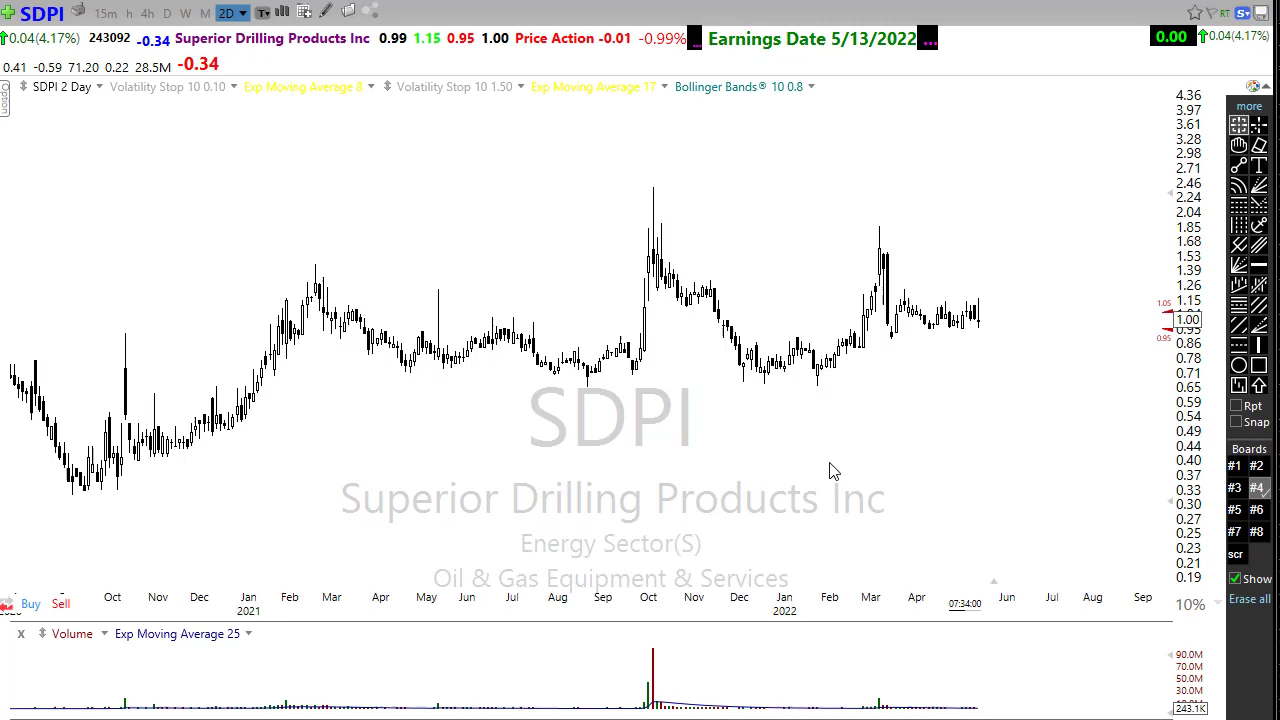 SDPI 15m h 4h D W M 2D T RT S
0.04(4.17%) 243092 -0.34 Superior Drilling Products Inc 0.99 1.15 0.95 1.00 Price Action -0.01 -0.99% ... Earnings Date 5/13/2022 ... 0.00 0.04(4.17%)
0.41 -0.59 71.20 0.22 28.5M -0.34
Option
SDPI 2 Day Volatility Stop 10 0.10 Exp Moving Average 8 Volatility Stop 10 1.50 Exp Moving Average 17 Bollinger Bands® 10 0.8
4.36
3.97
3.61
3.28
2.98
2.71
2.46
2.24
2.04
1.85
1.68
1.53
1.39
1.26
1.15
1.05
1.00
0.95
0.95
0.86
0.78
0.71
0.65
0.59
0.54
0.49
0.44
0.40
0.37
0.33
0.30
0.27
0.25
0.23
0.21
0.19
10%
more
Rpt
Snap
Boards
#1 #2
#3 #4
#5 #6
#7 #8
scr
Show
Erase all
SDPI
Superior Drilling Products Inc
Energy Sector(S)
Oil & Gas Equipment & Services
Buy Sell
Oct Nov Dec Jan Feb Mar Apr May Jun Jul Aug Sep Oct Nov Dec Jan Feb Mar Apr 07:34:00 Jun Jul Aug Sep
2021 2022
X Volume Exp Moving Average 25
90.0M
70.0M
50.0M
30.0M
243.1K